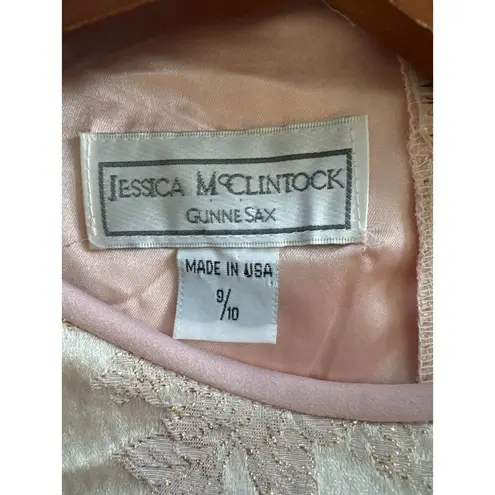 JESSICA McCLINTOCK
GUNNE SAX
MADE IN USA
9/10